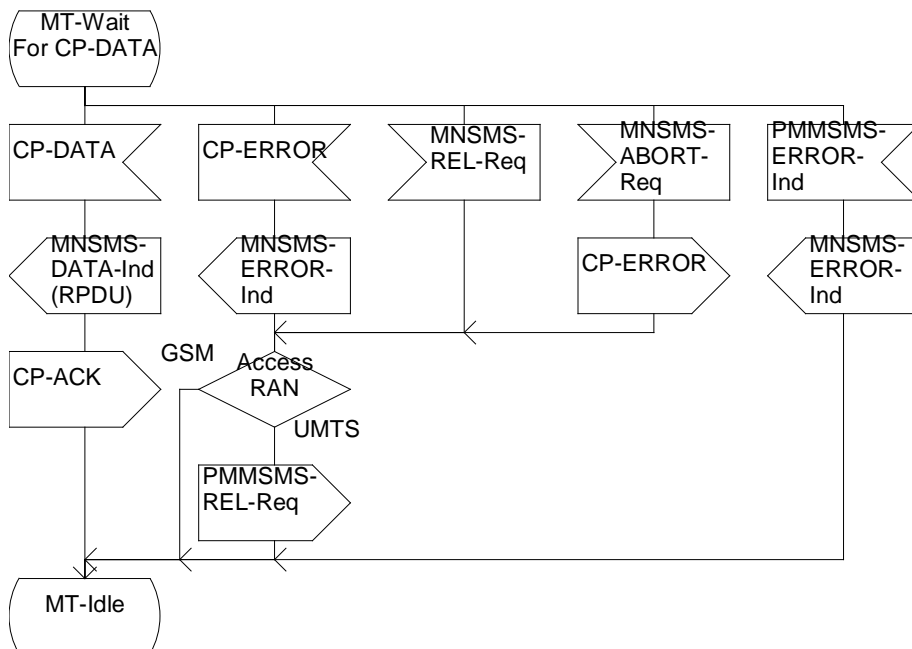 MT-Wait
For CP-DATA
CP-DATA
CP-ERROR
MNSMS-
REL-Req
MNSMS-
ABORT-
Req
PMMSMS-
ERROR-
Ind
MNSMS-
DATA-Ind
(RPDU)
MNSMS-
ERROR-
Ind
CP-ERROR
MNSMS-
ERROR-
Ind
CP-ACK
GSM
Access
RAN
UMTS
PMMSMS-
REL-Req
MT-Idle